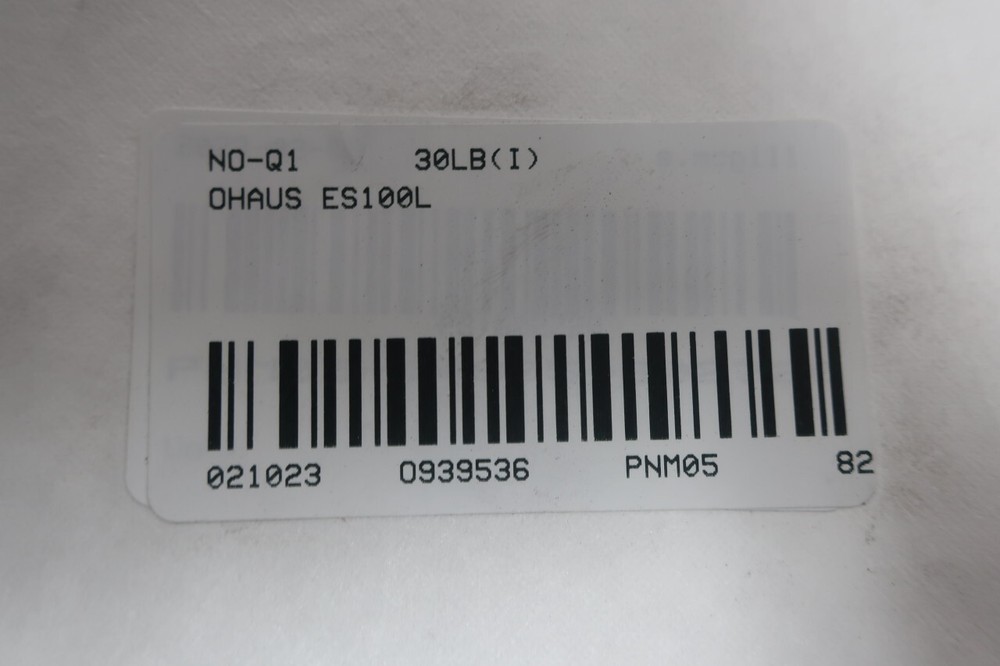 NO-Q1 30LB(I)
OHAUS ES100L
021023 0939536 PNM05 82